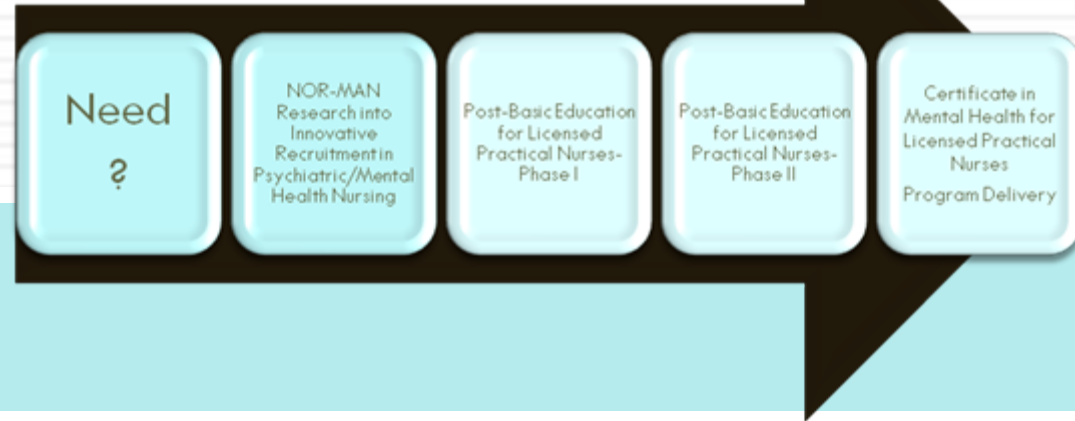 Need
?
NOR-MAN
Research into
Innovative
Recruitment in
Psychiatric/Mental
Health Nursing
Post-Basic Education
for Licensed
Practical Nurses-
Phase I
Post-Basic Education
for Licensed
Practical Nurses-
Phase II
Certificate in
Mental Health for
Licensed Practical
Nurses
Program Delivery